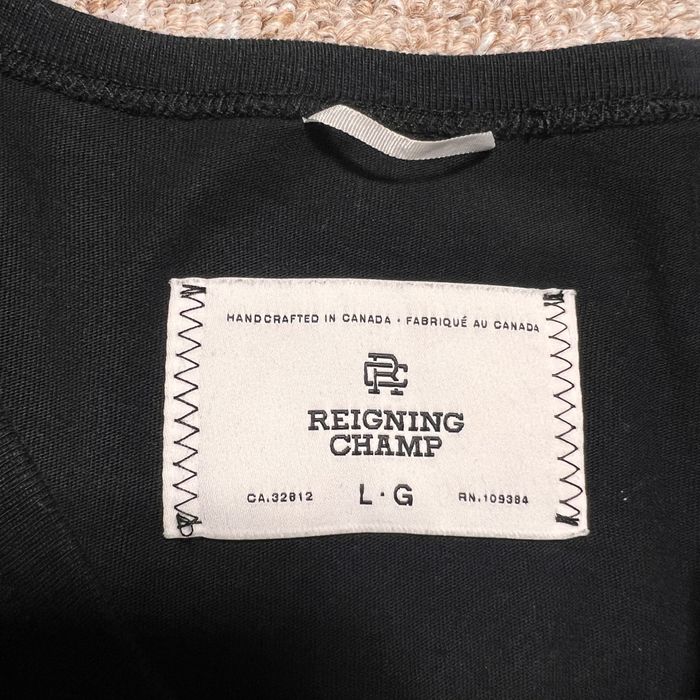 HANDCRAFTED IN CANADA · FABRIQUÉ AU CANADA
RC
REIGNING
CHAMP
CA.32812 L·G RN.109384